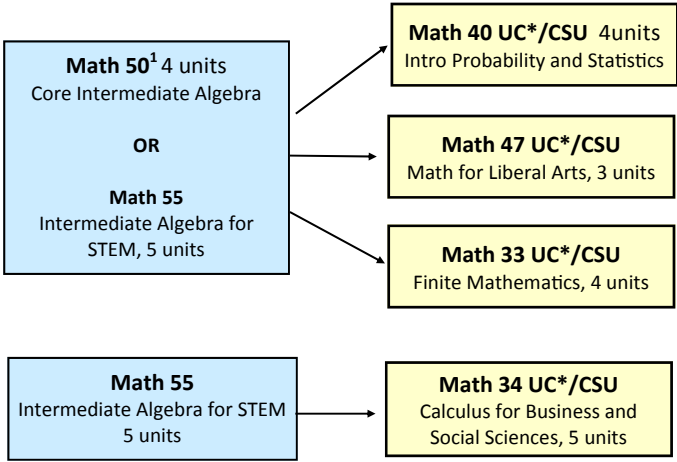 Math 50¹ 4 units
Core Intermediate Algebra
OR
Math 55
Intermediate Algebra for
STEM, 5 units
Math 40 UC*/CSU 4units
Intro Probability and Statistics
Math 47 UC*/CSU
Math for Liberal Arts, 3 units
Math 33 UC*/CSU
Finite Mathematics, 4 units
Math 55
Intermediate Algebra for STEM
5 units
Math 34 UC*/CSU
Calculus for Business and
Social Sciences, 5 units